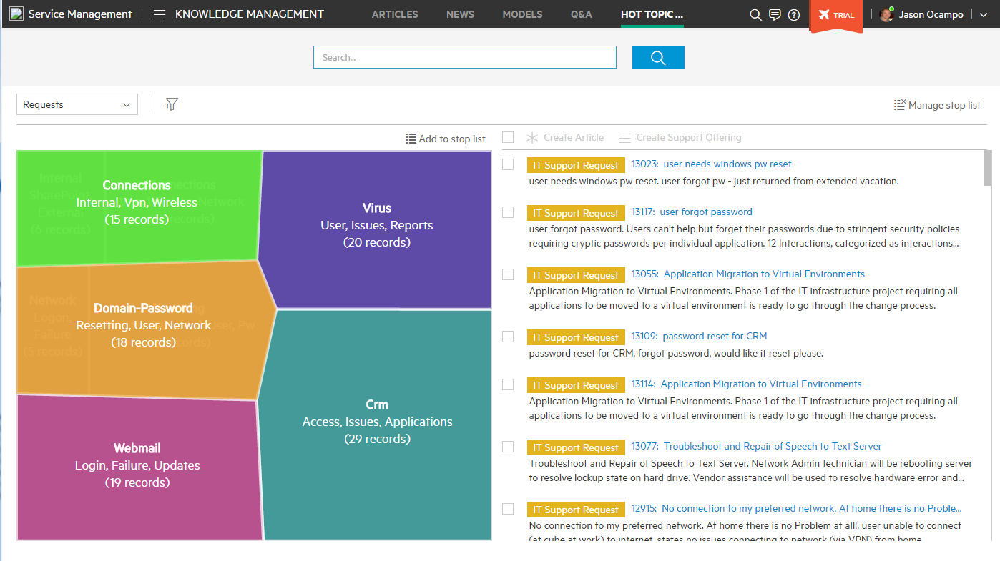 Service Management
KNOWLEDGE MANAGEMENT
ARTICLES
NEWS
MODELS
Q&A
HOT TOPIC ...
TRIAL
Jason Ocampo
Search...
Requests
Manage stop list
Add to stop list
Create Article
Create Support Offering
Internal
SharePoint
External
(6 records)
Connections
Internal, Vpn, Wireless
(15 records)
Virus
User, Issues, Reports
(20 records)
Network
Logon,
Failure
(5 records)
Domain-Password
Resetting, User, Network
(18 records)
Crm
Access, Issues, Applications
(29 records)
Webmail
Login, Failure, Updates
(19 records)
IT Support Request 13023: user needs windows pw reset
user needs windows pw reset. user forgot pw - just returned from extended vacation.
IT Support Request 13117: user forgot password
user forgot password. Users can't help but forget their passwords due to stringent security policies
requiring cryptic passwords per individual application. 12 Interactions, categorized as interactions...
IT Support Request 13055: Application Migration to Virtual Environments
Application Migration to Virtual Environments. Phase 1 of the IT infrastructure project requiring all
applications to be moved to a virtual environment is ready to go through the change process.
IT Support Request 13109: password reset for CRM
password reset for CRM. forgot password, would like it reset please.
IT Support Request 13114: Application Migration to Virtual Environments
Application Migration to Virtual Environments. Phase 1 of the IT infrastructure project requiring all
applications to be moved to a virtual environment is ready to go through the change process.
IT Support Request 13077: Troubleshoot and Repair of Speech to Text Server
Troubleshoot and Repair of Speech to Text Server. Network Admin technician will be rebooting server
to resolve lockup state on hard drive. Vendor assistance will be used to resolve hardware error and...
IT Support Request 12915: No connection to my preferred network. At home there is no Proble...
No connection to my preferred network. At home there is no Problem at all!. user unable to connect
(at cube at work) to internet. states no issues connecting to network (via VPN) from home